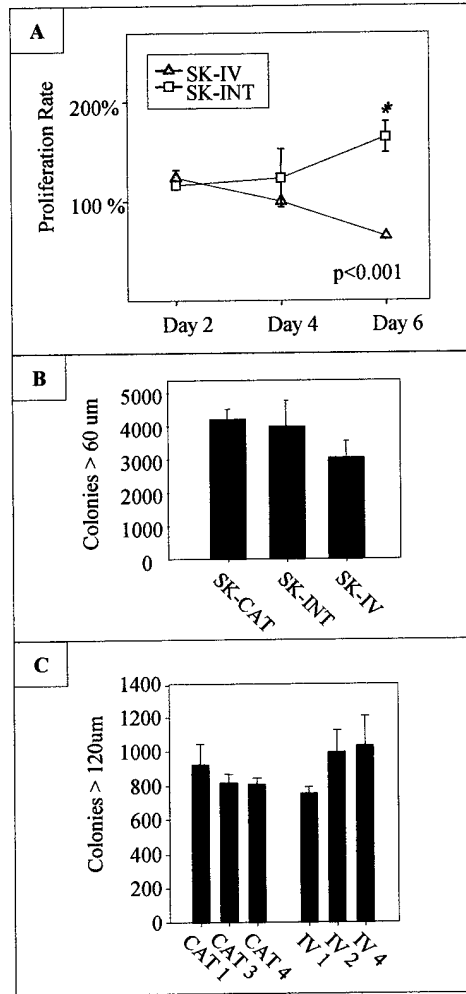 A
SK-IV
SK-INT
Proliferation Rate
200%
100 %
*
p<0.001
Day 2 Day 4 Day 6
B
Colonies > 60 um
5000
4000
3000
2000
1000
0
SK-CAT
SK-INT
SK-IV
C
Colonies > 120um
1400
1200
1000
800
600
400
200
0
CAT 1
CAT 3
CAT 4
IV 1
IV 2
IV 4